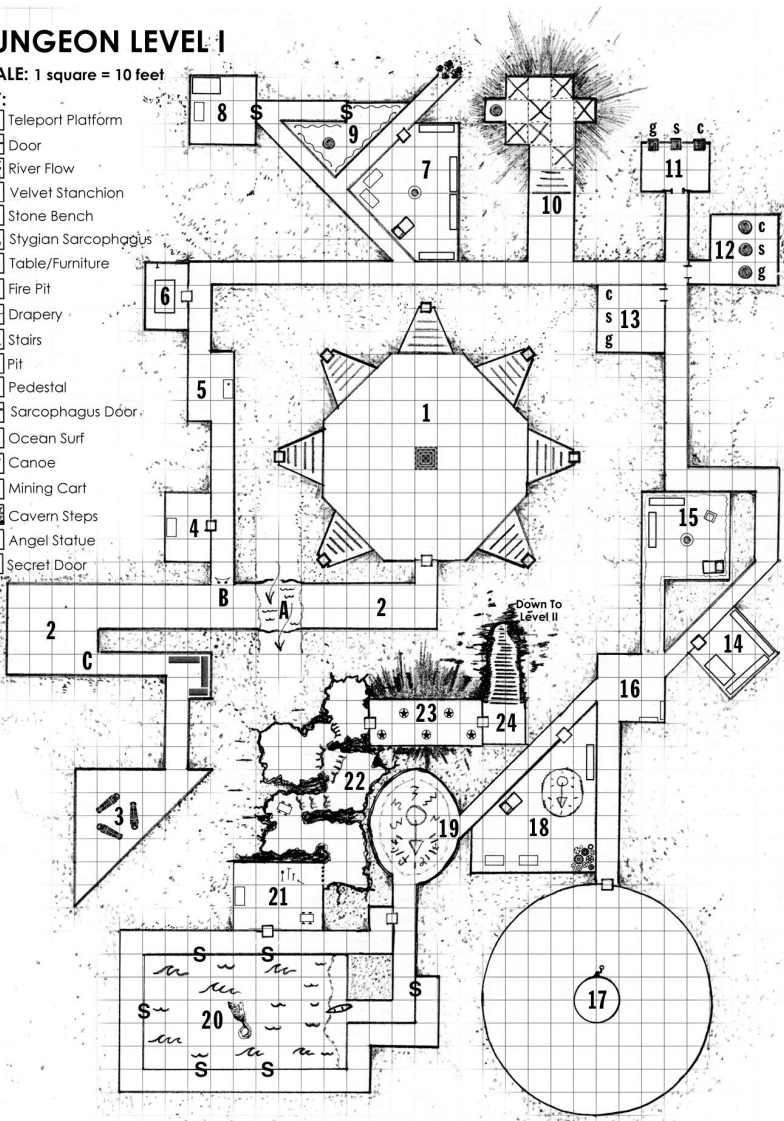 UNGEON LEVEL I
ALE: 1 square = 10 feet
:
Teleport Platform
Door
River Flow
Velvet Stanchion
Stone Bench
Stygian Sarcophagus
Table/Furniture
Fire Pit
Drapery
Stairs
Pit
Pedestal
Sarcophagus Door
Ocean Surf
Canoe
Mining Cart
Cavern Steps
Angel Statue
Secret Door
8
S
S
9
7
10
g s c
11
12
c
s
g
6
c
s
g
13
5
1
4
15
B
A
2
2
C
Down To
Level II
14
16
23
24
22
3
19
18
21
S
S
S
20
S
S
S
17